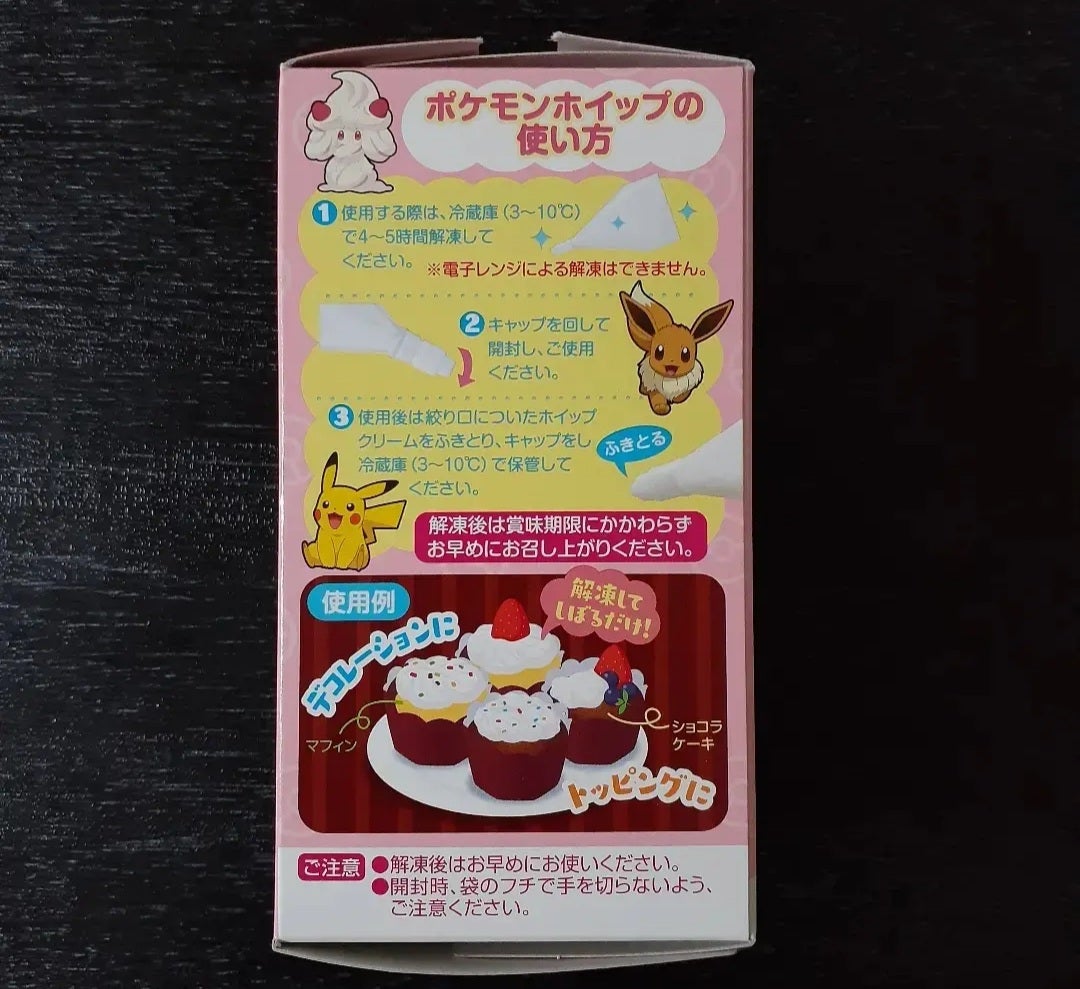 ポケモンホイップの
使い方
1 使用する際は、冷蔵庫(3～10℃)
で4～5時間解凍して
ください。 ※電子レンジによる解凍はできません。
2 キャップを回して
開封し、ご使用
ください。
3 使用後は絞り口についたホイップ
クリームをふきとり、キャップをし
冷蔵庫(3～10℃)で保管して
ください。
ふきとる
解凍後は賞味期限にかかわらず
お早めにお召し上がりください。
使用例
解凍して
しぼるだけ!
デコレーションに
マフィン
ショコラ
ケーキ
トッピングに
ご注意 ●解凍後はお早めにお使いください。
●開封時、袋のフチで手を切らないよう、
ご注意ください。